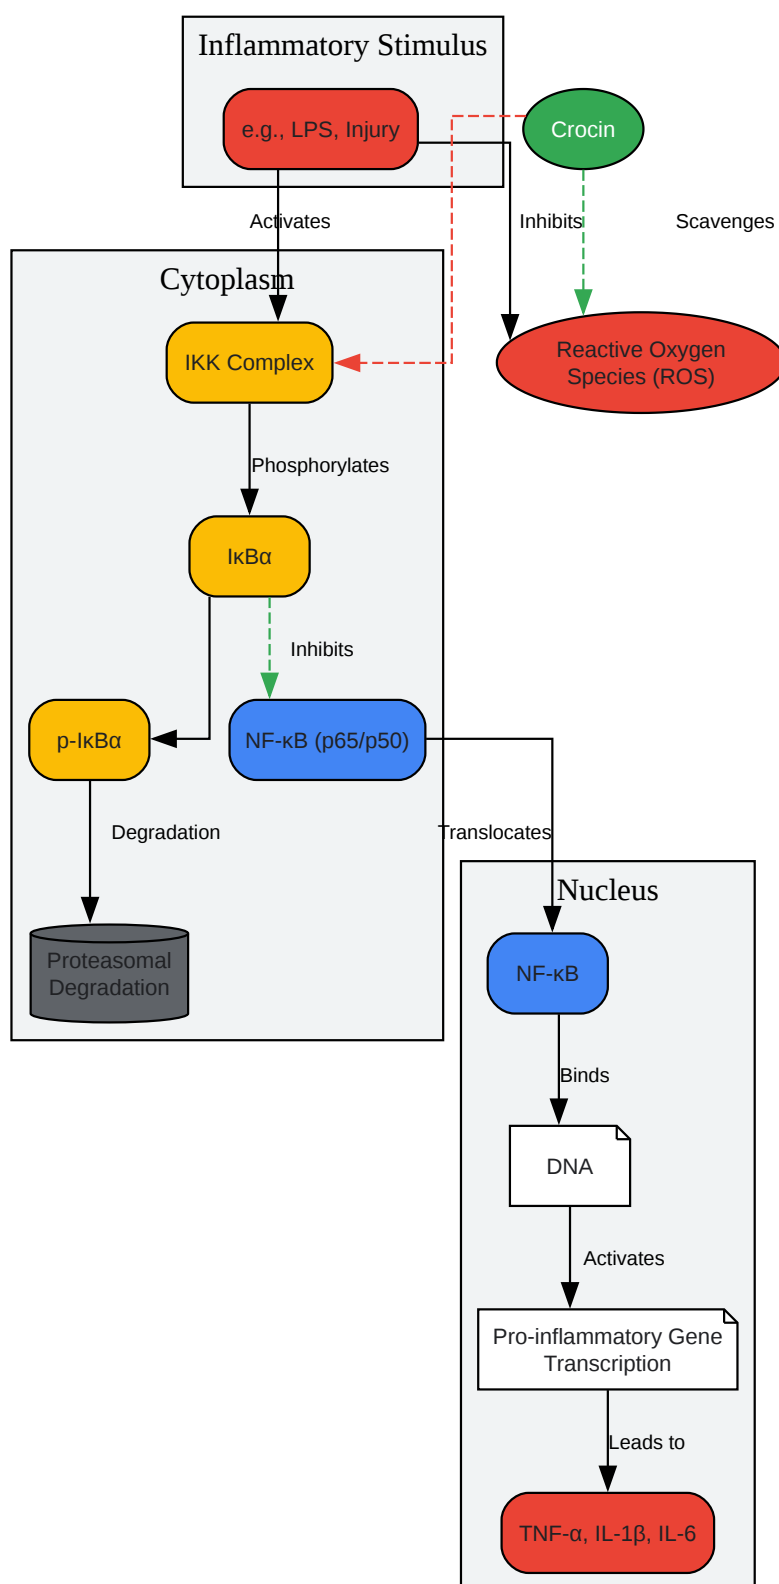 Inflammatory Stimulus
e.g., LPS, Injury
Crocin
Activates
Inhibits
Scavenges
Cytoplasm
IKK Complex
Reactive Oxygen
Species (ROS)
Phosphorylates
IκBα
Inhibits
p-IκBα
NF-κB (p65/p50)
Degradation
Translocates
Nucleus
Proteasomal
Degradation
NF-κB
Binds
DNA
Activates
Pro-inflammatory Gene
Transcription
Leads to
TNF-α, IL-1β, IL-6